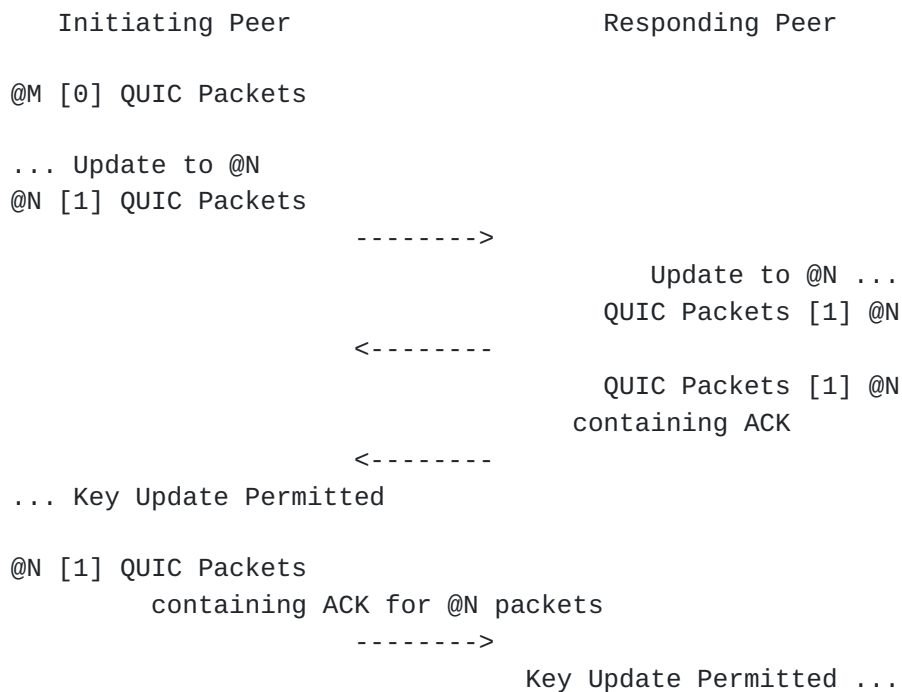 Initiating Peer                    Responding Peer
@M [0] QUIC Packets
... Update to @N
@N [1] QUIC Packets
-------->
Update to @N ...
QUIC Packets [1] @N
<--------
QUIC Packets [1] @N
containing ACK
<--------
... Key Update Permitted
@N [1] QUIC Packets
containing ACK for @N packets
-------->
Key Update Permitted ...